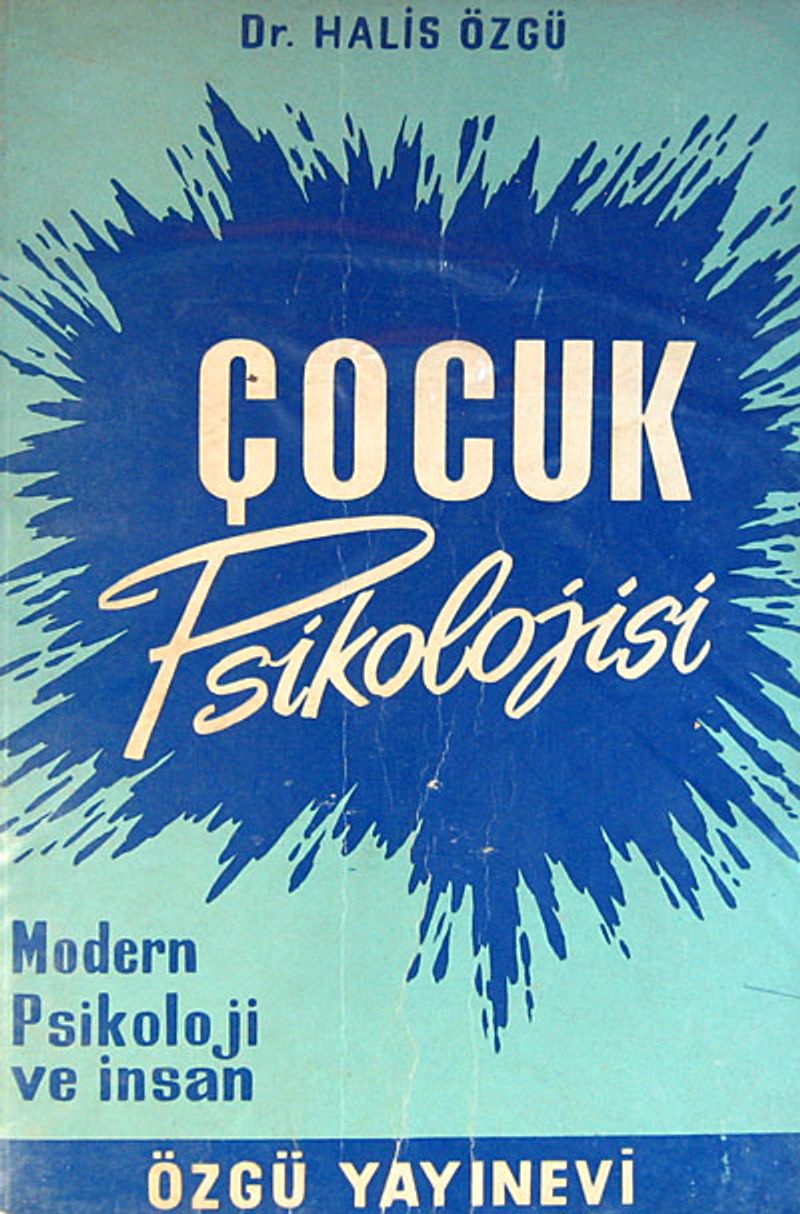 Dr. HALİS ÖZGÜ
ÇOCUK
Psikolojisi
Modern
Psikoloji
ve insan
ÖZGÜ YAYINEVİ